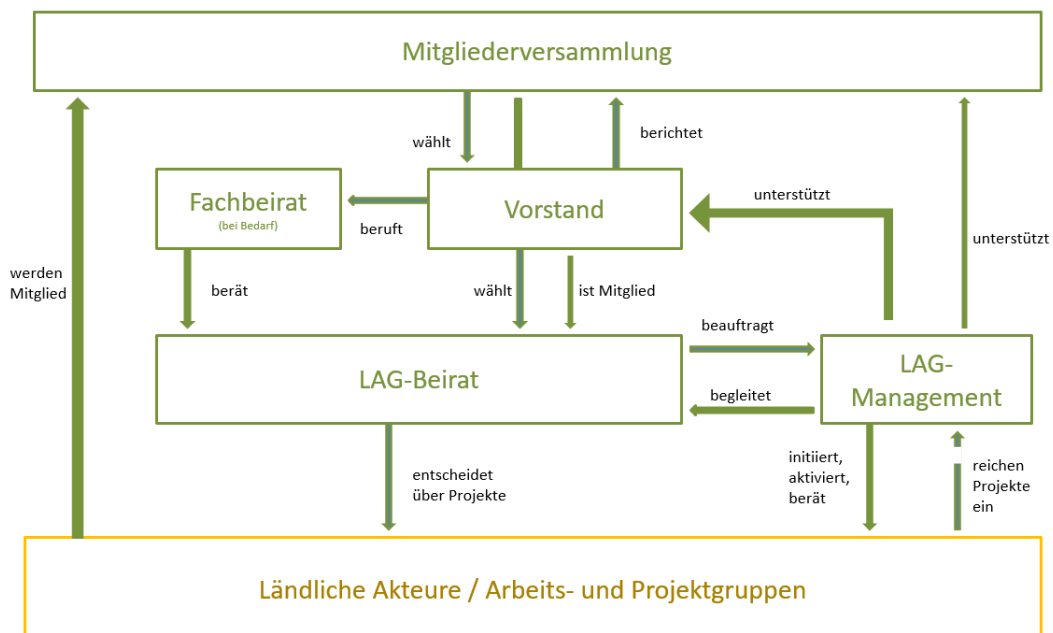 Mitgliederversammlung
wählt
berichtet
Fachbeirat
(bei Bedarf)
Vorstand
unterstützt
beruft
unterstützt
werden
Mitglied
berät
wählt
ist Mitglied
beauftragt
LAG-Beirat
LAG-
Management
begleitet
entscheidet
über Projekte
initiiert,
aktiviert,
berät
reichen
Projekte
ein
Ländliche Akteure / Arbeits- und Projektgruppen